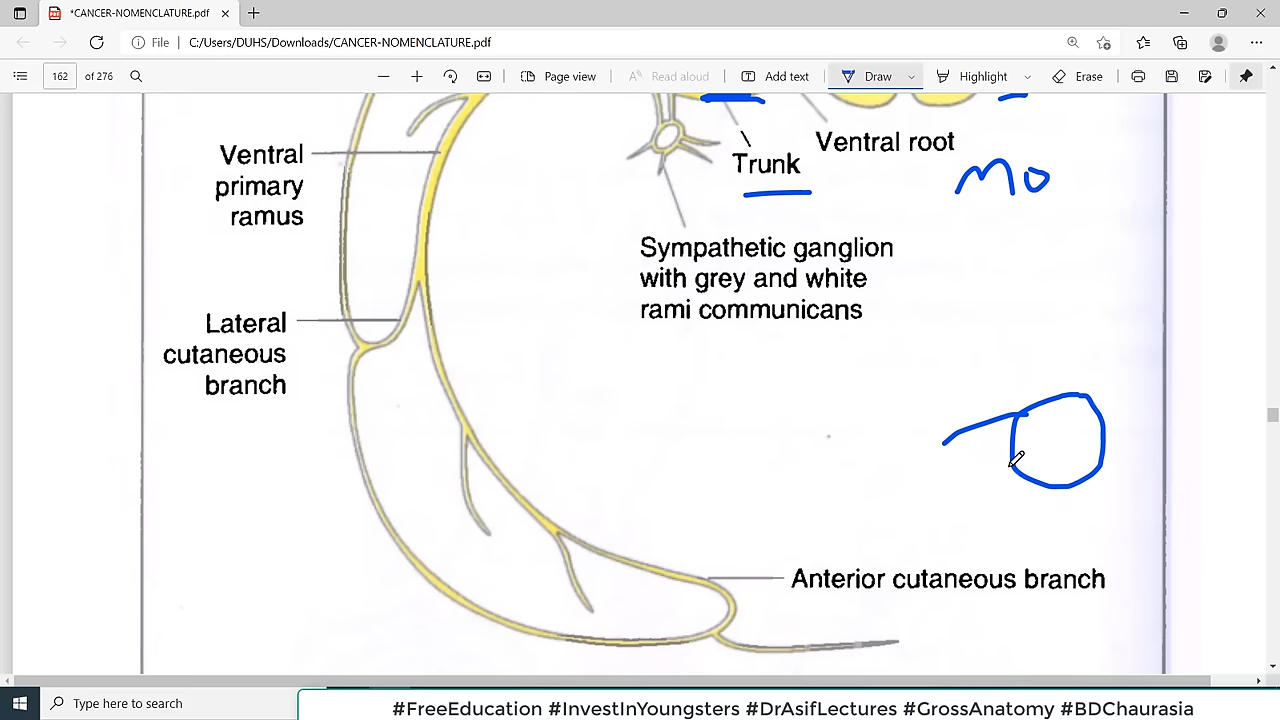 *CANCER-NOMENCLATURE.pdf
File C:/Users/DUHS/Downloads/CANCER-NOMENCLATURE.pdf
162 of 276 Page view Read aloud Add text Draw Highlight Erase
Ventral
primary
ramus
Ventral root
Trunk
Mo
Sympathetic ganglion
with grey and white
rami communicans
Lateral
cutaneous
branch
Anterior cutaneous branch
Type here to search
#FreeEducation #InvestInYoungsters #DrAsifLectures #GrossAnatomy #BDChaurasia